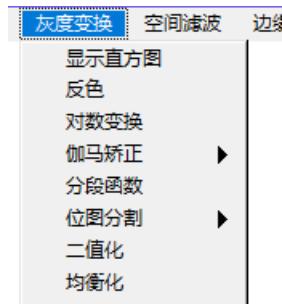 灰度变换 空间滤波 边缘
显示直方图
反色
对数变换
伽马矫正
分段函数
位图分割
二值化
均衡化